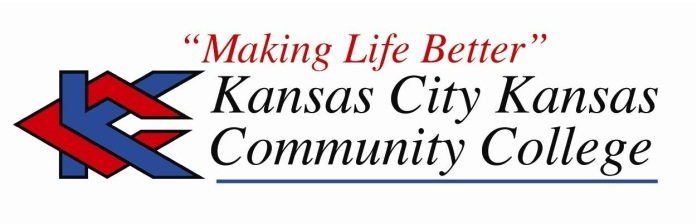 “Making Life Better”
Kansas City Kansas
Community College